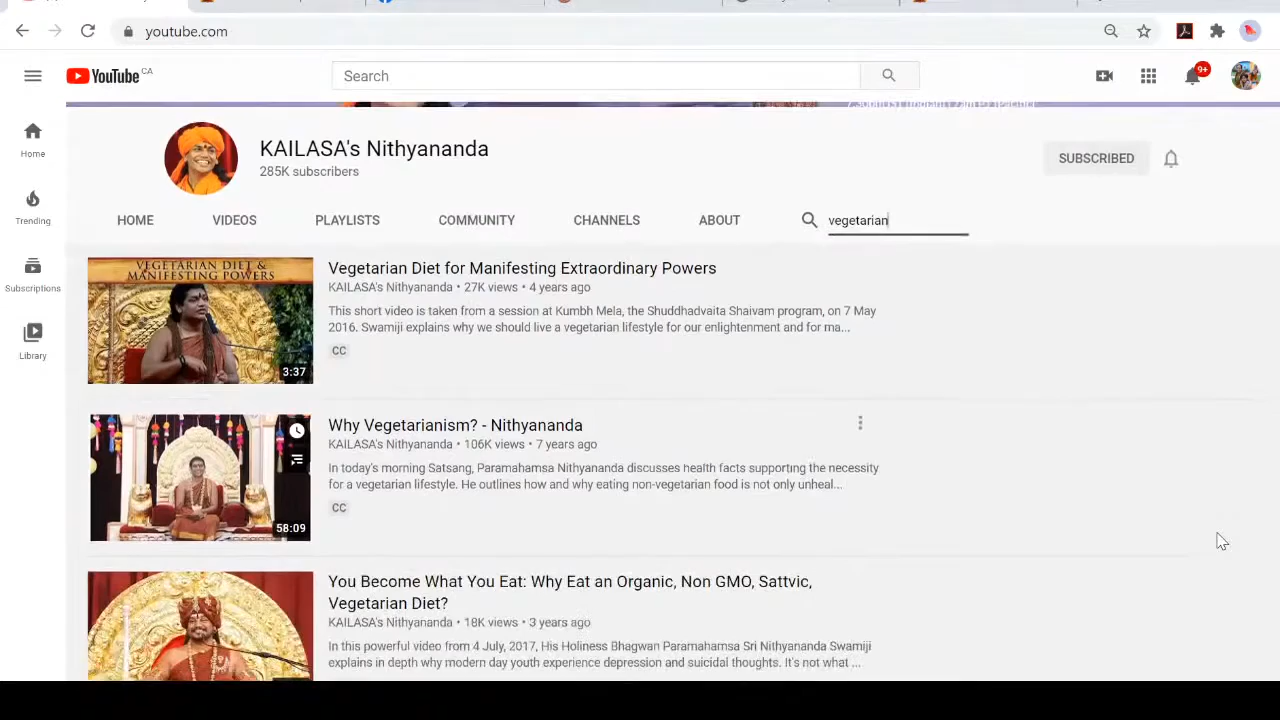 youtube.com
YouTube CA
Search
9+
KAILASA's Nithyananda
285K subscribers
SUBSCRIBED
Home
Trending
Subscriptions
Library
HOME VIDEOS PLAYLISTS COMMUNITY CHANNELS ABOUT vegetarian
VEGETARIAN DIET &
MANIFESTING POWERS
3:37
Vegetarian Diet for Manifesting Extraordinary Powers
KAILASA's Nithyananda • 27K views • 4 years ago
This short video is taken from a session at Kumbh Mela, the Shuddhadvaita Shaivam program, on 7 May
2016. Swamiji explains why we should live a vegetarian lifestyle for our enlightenment and for ma...
CC
58:09
Why Vegetarianism? - Nithyananda
KAILASA's Nithyananda • 106K views • 7 years ago
In today's morning Satsang, Paramahamsa Nithyananda discusses health facts supporting the necessity
for a vegetarian lifestyle. He outlines how and why eating non-vegetarian food is not only unheal...
CC
You Become What You Eat: Why Eat an Organic, Non GMO, Sattvic,
Vegetarian Diet?
KAILASA's Nithyananda • 18K views • 3 years ago
In this powerful video from 4 July, 2017, His Holiness Bhagwan Paramahamsa Sri Nithyananda Swamiji
explains in depth why modern day youth experience depression and suicidal thoughts. It's not what ...